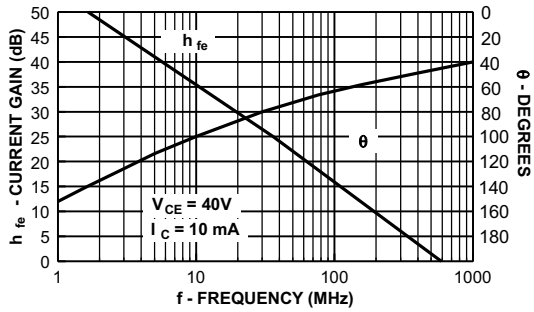 50
45
40
35
30
25
20
15
10
5
0
h fe - CURRENT GAIN (dB)
h fe
θ
V CE = 40V
I C = 10 mA
0
20
40
60
80
100
120
140
160
180
θ - DEGREES
1 10 100 1000
f - FREQUENCY (MHz)